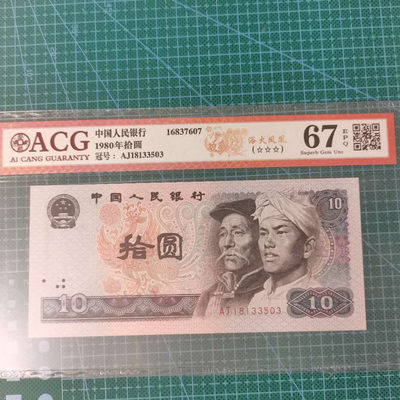 ACG
AI CANG GUARANTY
中国人民银行 16837607
1980年拾圆
冠号: AJ18133503
浴火凤凰
(☆☆☆)
67 EPQ
Superb Gem Unc
中国人民银行
10
拾圆
AJ18133503
10
10